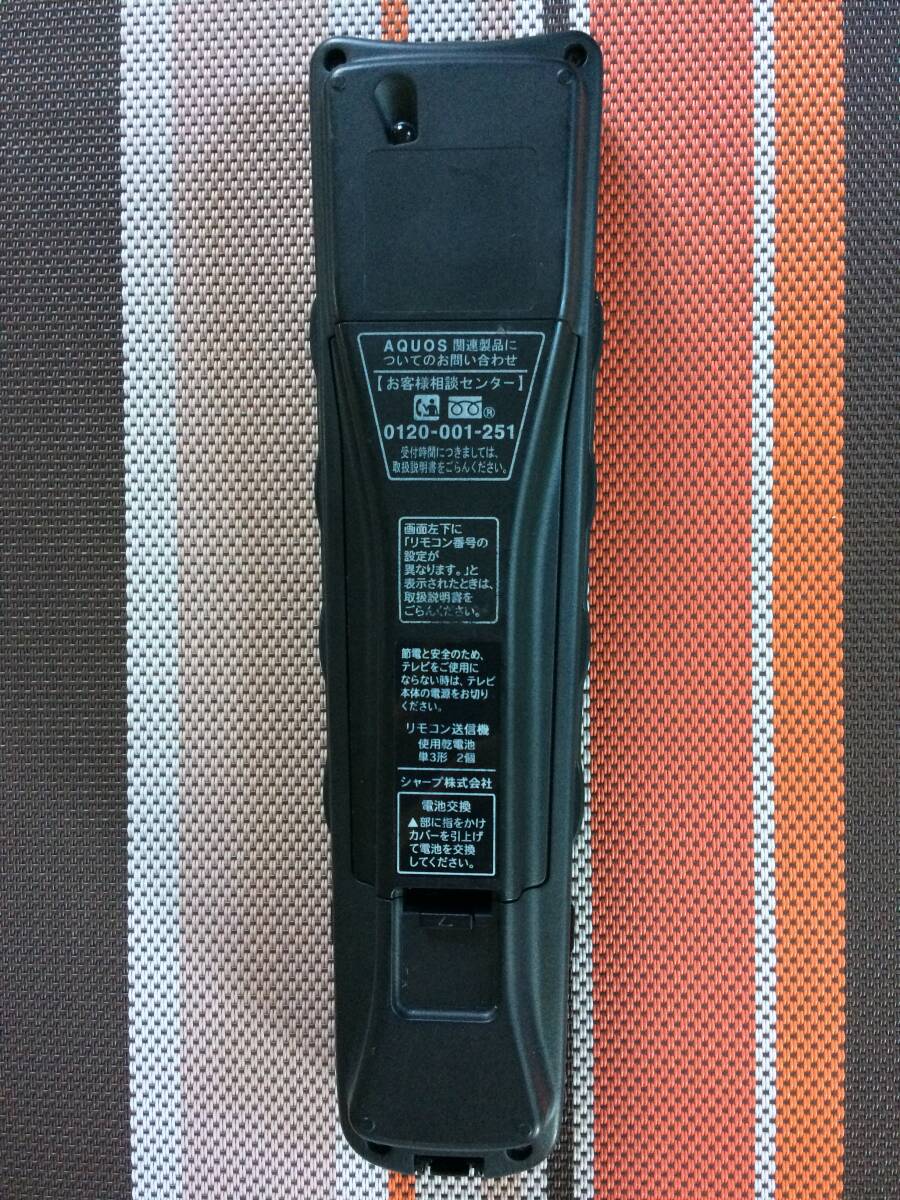 AQUOS 関連製品に
ついてのお問い合わせ
【お客様相談センター】
®
0120-001-251
受付時間につきましては、
取扱説明書をごらんください。
画面左下に
「リモコン番号の
設定が
異なります。」と
表示されたときは、
取扱説明書を
ごらんください。
節電と安全のため、
テレビをご使用に
ならない時は、テレビ
本体の電源をお切り
ください。
リモコン送信機
使用乾電池
単3形 2個
シャープ株式会社
電池交換
▲部に指をかけ
カバーを引上げ
て電池を交換
してください。